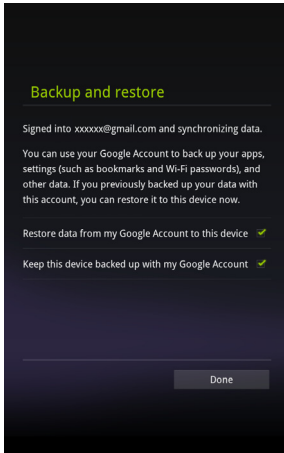 Backup and restore
Signed into xxxxxx@gmail.com and synchronizing data.
You can use your Google Account to back up your apps,
settings (such as bookmarks and Wi-Fi passwords), and
other data. If you previously backed up your data with
this account, you can restore it to this device now.
Restore data from my Google Account to this device
Keep this device backed up with my Google Account
Done